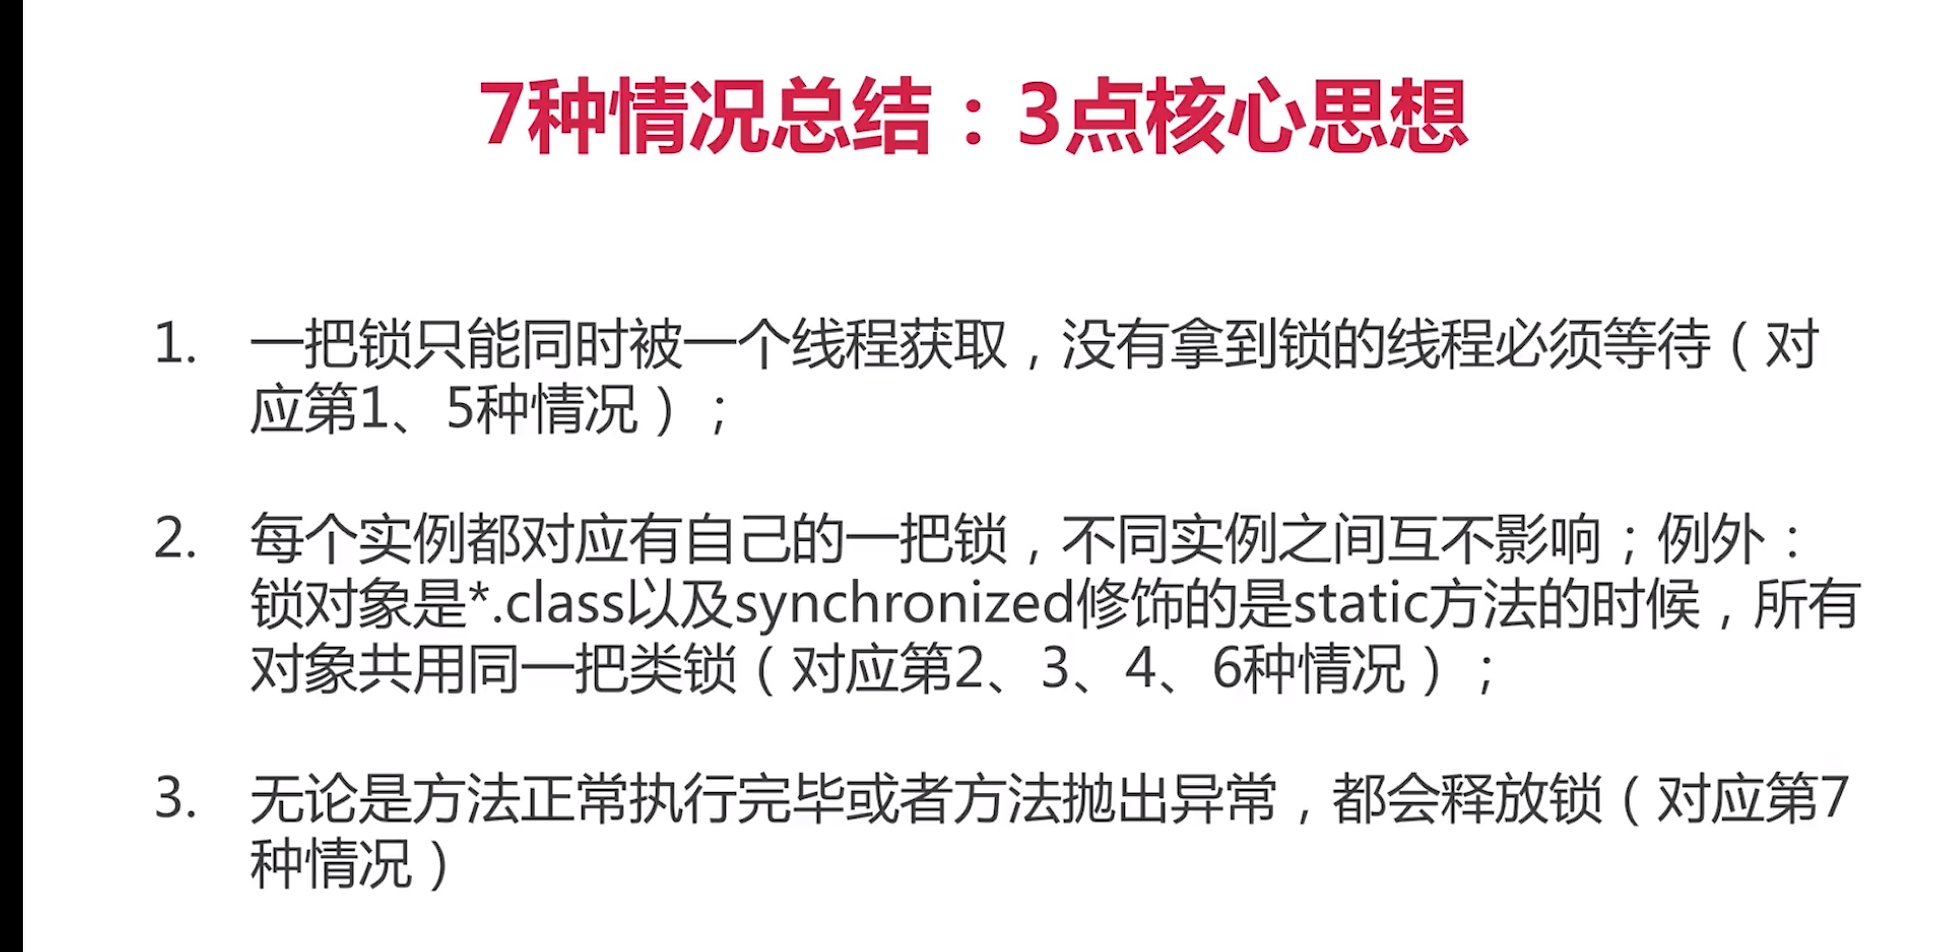 7种情况总结：3点核心思想
1. 一把锁只能同时被一个线程获取，没有拿到锁的线程必须等待（对
应第1、5种情况）；
2. 每个实例都对应有自己的一把锁，不同实例之间互不影响；例外：
锁对象是*.class以及synchronized修饰的是static方法的时候，所有
对象共用同一把类锁（对应第2、3、4、6种情况）；
3. 无论是方法正常执行完毕或者方法抛出异常，都会释放锁（对应第7
种情况）